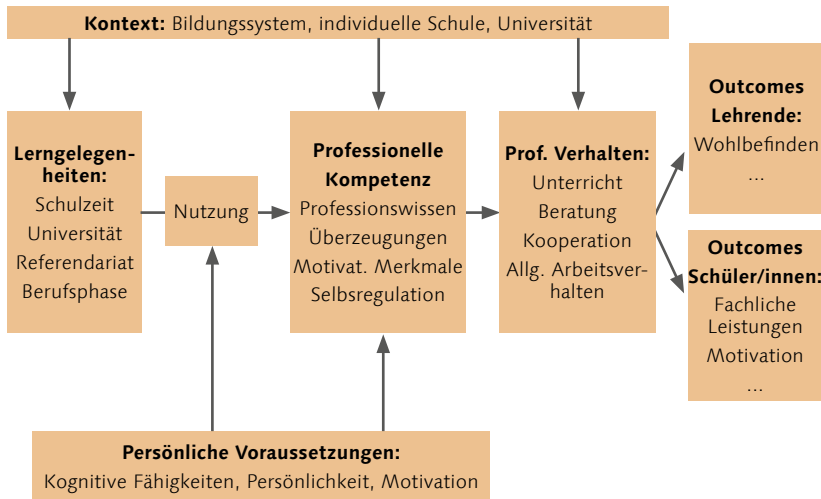 Kontext: Bildungssystem, individuelle Schule, Universität
Lerngelegen-
heiten:
Schulzeit
Universität
Referendariat
Berufsphase
Nutzung
Professionelle
Kompetenz
Professionswissen
Überzeugungen
Motivat. Merkmale
Selbsregulation
Prof. Verhalten:
Unterricht
Beratung
Kooperation
Allg. Arbeitsver-
halten
Outcomes
Lehrende:
Wohlbefinden
...
Outcomes
Schüler/innen:
Fachliche
Leistungen
Motivation
...
Persönliche Voraussetzungen:
Kognitive Fähigkeiten, Persönlichkeit, Motivation